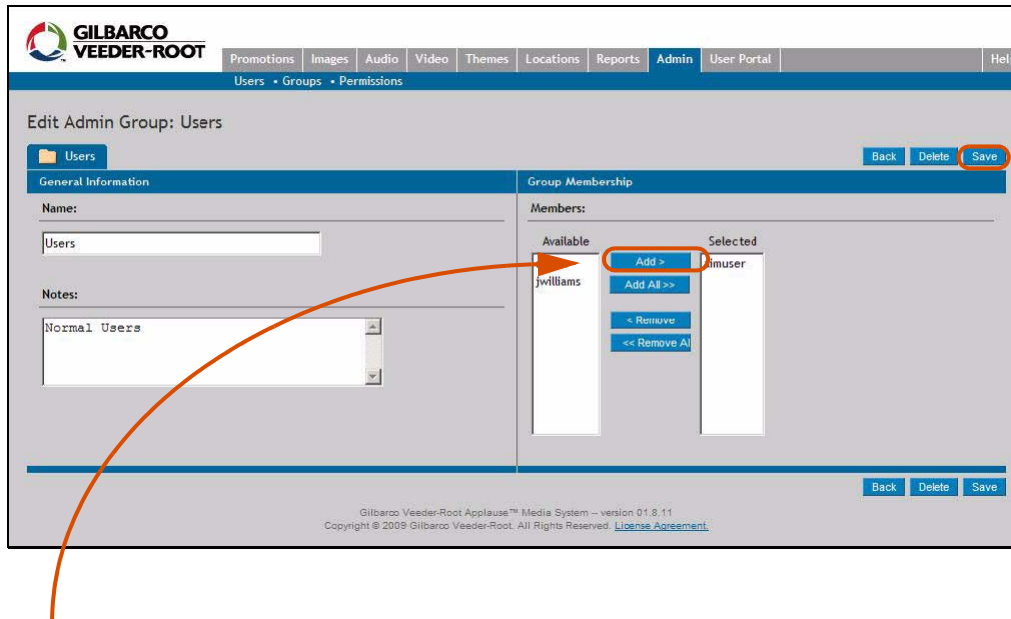 GILBARCO
VEEDER-ROOT
Promotions Images Audio Video Themes Locations Reports Admin User Portal Hel
Users • Groups • Permissions
Edit Admin Group: Users
Users
Back Delete Save
General Information
Group Membership
Name:
Members:
Users
Available
Selected
Add >
imuser
jwilliams
Add All >>
Notes:
< Remove
Normal Users
<< Remove Al
Back Delete Save
Gilbarco Veeder-Root Applause™ Media System – version 01.8.11
Copyright © 2009 Gilbarco Veeder-Root. All Rights Reserved. License Agreement.